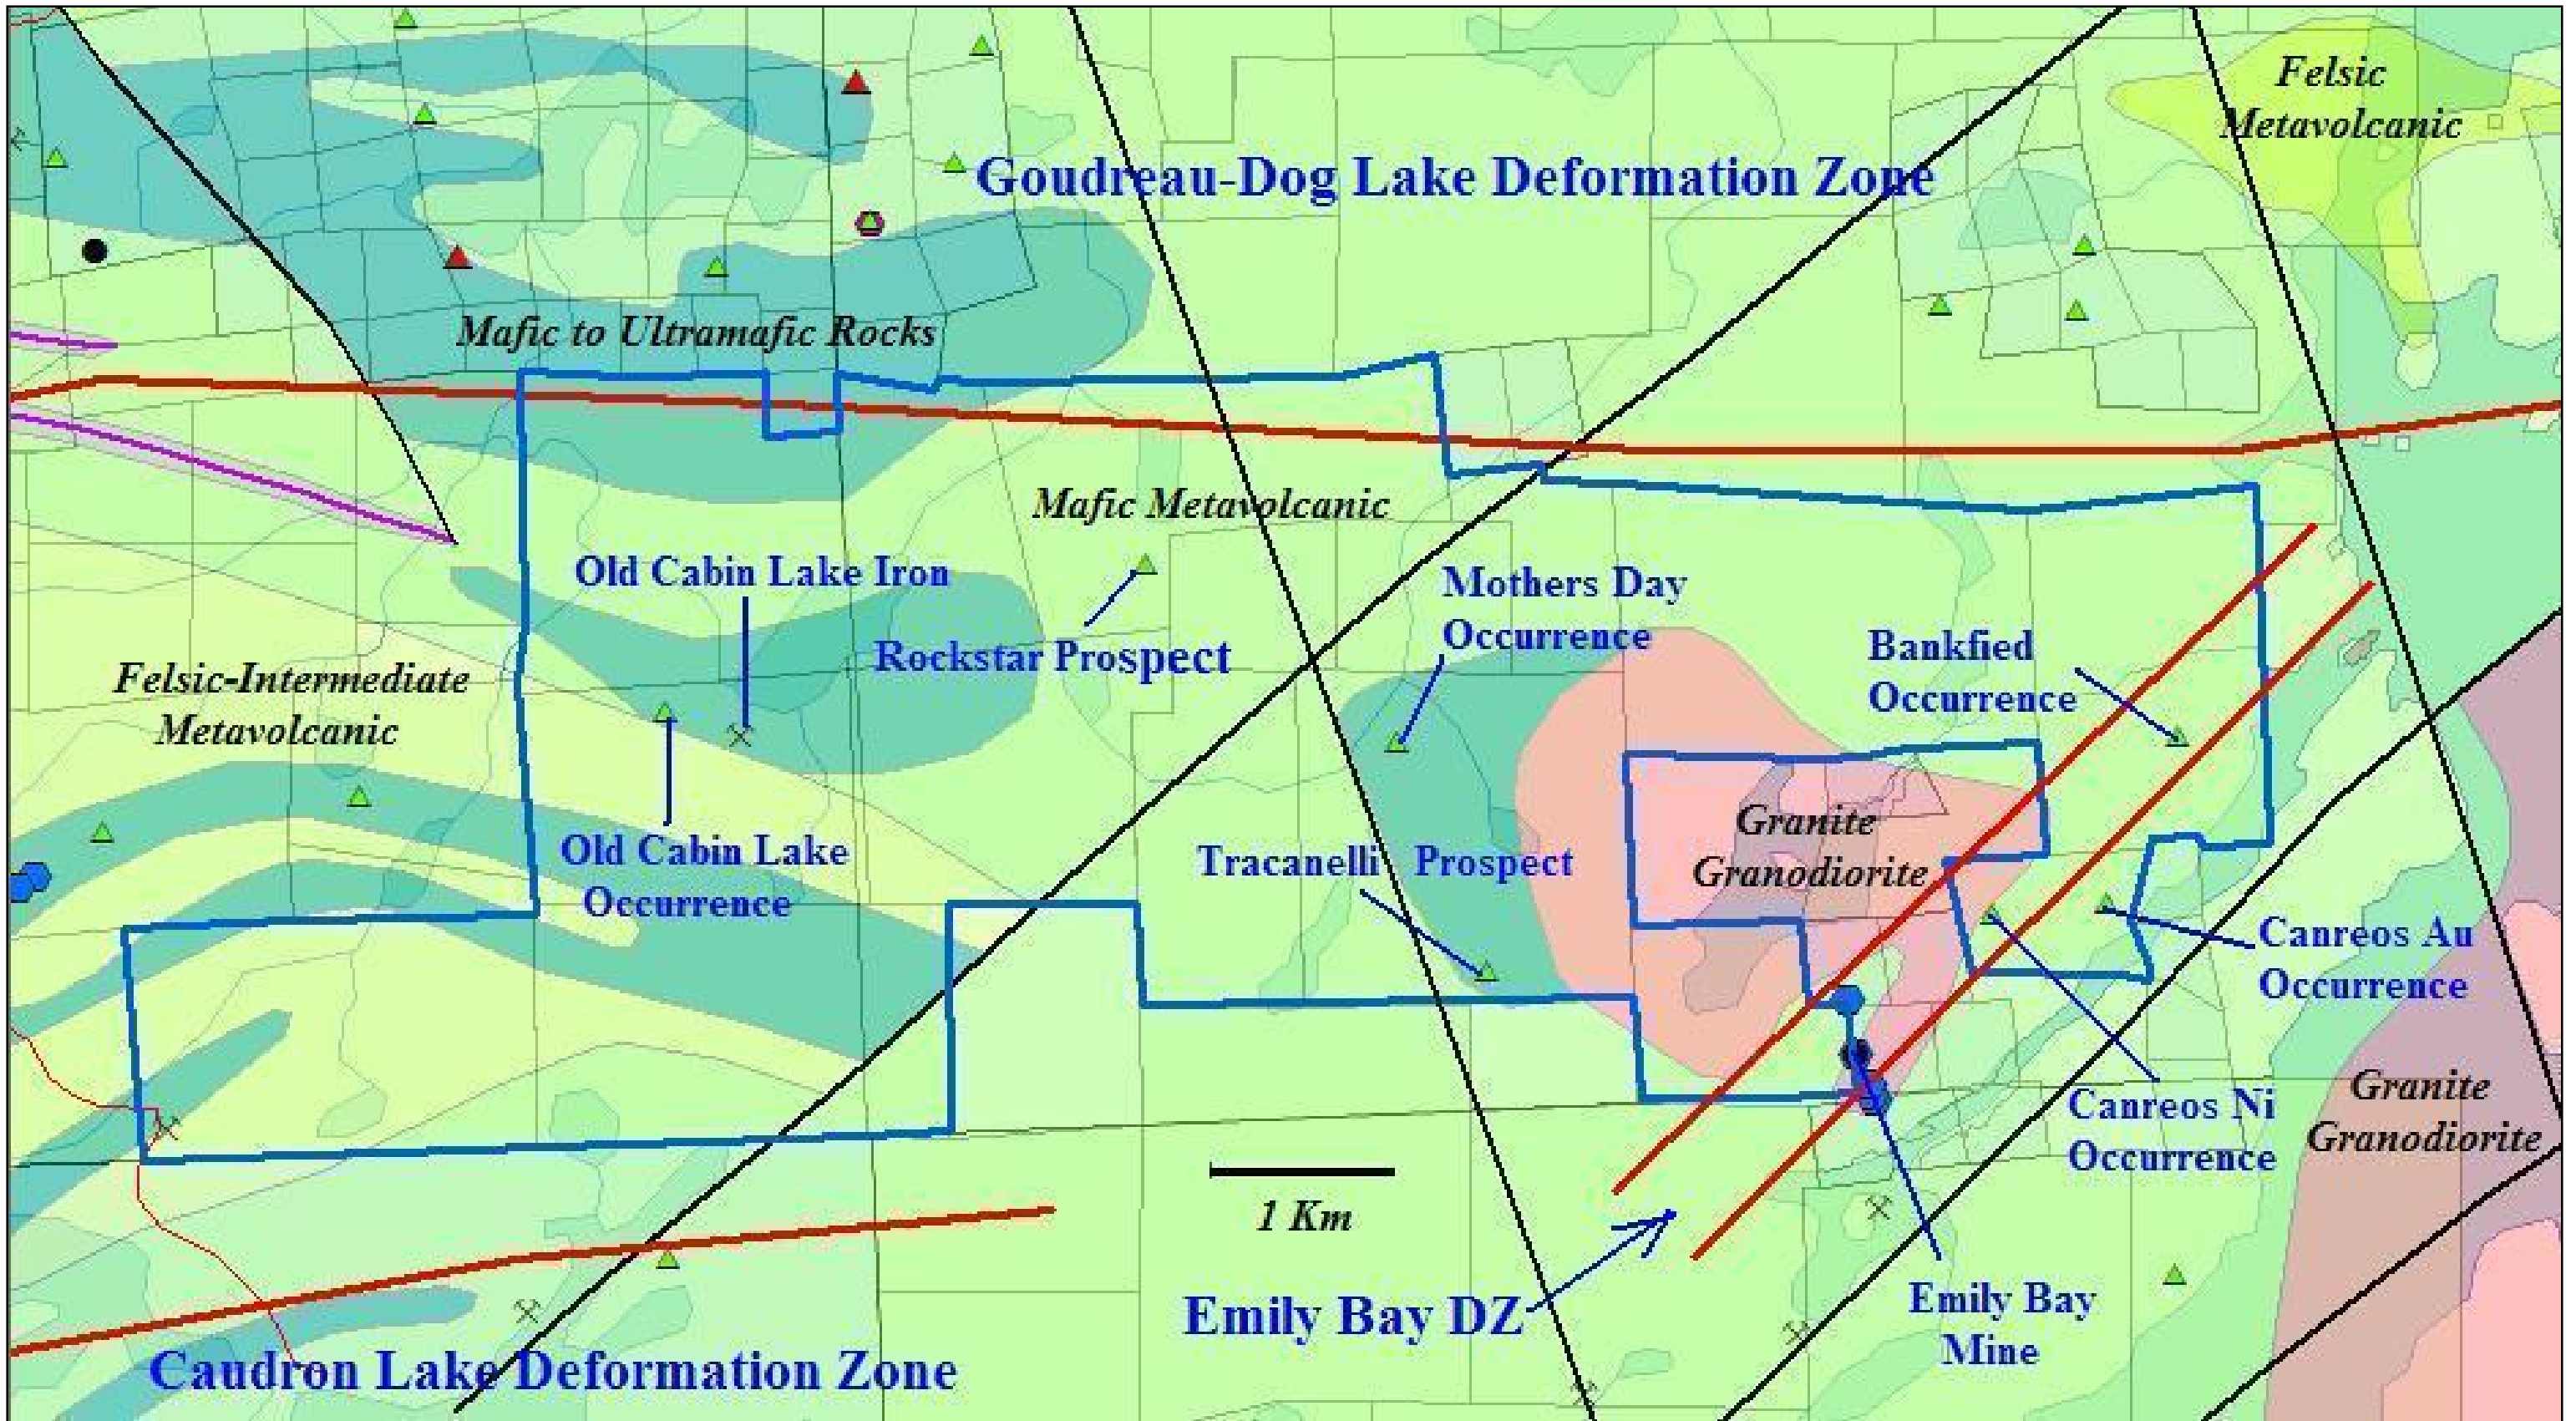 Felsic
Metavolcanic
Goudreau-Dog Lake Deformation Zone
Mafic to Ultramafic Rocks
Mafic Metavolcanic
Old Cabin Lake Iron
Rockstar Prospect
Mothers Day
Occurrence
Bankfied
Occurrence
Felsic-Intermediate
Metavolcanic
Old Cabin Lake
Occurrence
Tracanelli Prospect
Granite
Granodiorite
Canreos Au
Occurrence
Canreos Ni
Occurrence
Granite
Granodiorite
1 Km
Emily Bay DZ
Emily Bay
Mine
Caudron Lake Deformation Zone